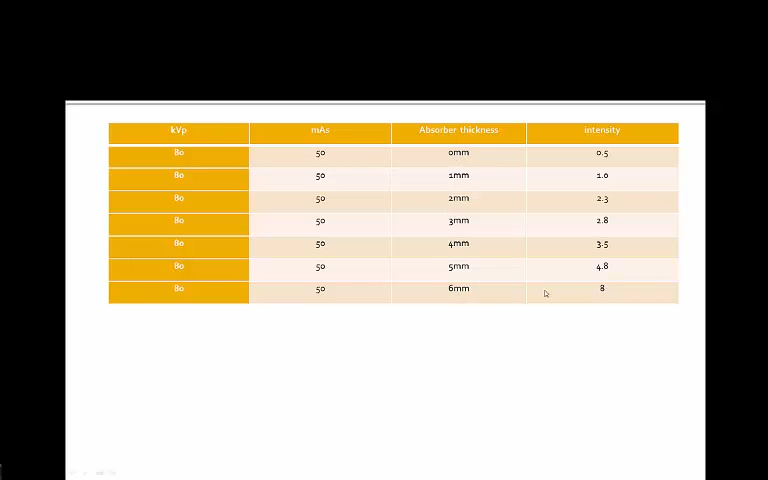 kVp mAs Absorber thickness intensity
80 50 0mm 0.5
80 50 1mm 1.0
80 50 2mm 2.3
80 50 3mm 2.8
80 50 4mm 3.5
80 50 5mm 4.8
80 50 6mm 8